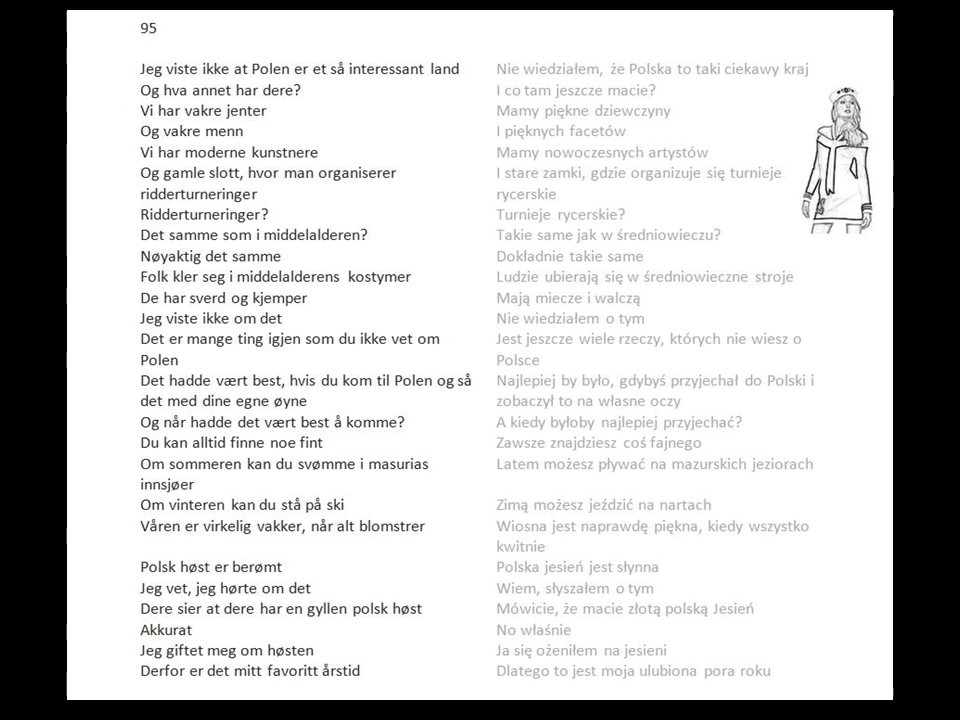 95
Jeg viste ikke at Polen er et så interessant land
Og hva annet har dere?
Vi har vakre jenter
Og vakre menn
Vi har moderne kunstnere
Og gamle slott, hvor man organiserer
ridderturneringer
Ridderturneringer?
Det samme som i middelalderen?
Nøyaktig det samme
Folk kler seg i middelalderens kostymer
De har sverd og kjemper
Jeg viste ikke om det
Det er mange ting igjen som du ikke vet om
Polen
Det hadde vært best, hvis du kom til Polen og så
det med dine egne øyne
Og når hadde det vært best å komme?
Du kan alltid finne noe fint
Om sommeren kan du svømme i masurias
innsjøer
Om vinteren kan du stå på ski
Våren er virkelig vakker, når alt blomstrer
Polsk høst er berømt
Jeg vet, jeg hørte om det
Dere sier at dere har en gyllen polsk høst
Akkurat
Jeg giftet meg om høsten
Derfor er det mitt favoritt årstid
Nie wiedziałem, że Polska to taki ciekawy kraj
I co tam jeszcze macie?
Mamy piękne dziewczyny
I pięknych facetów
Mamy nowoczesnych artystów
I stare zamki, gdzie organizuje się turnieje
rycerskie
Turnieje rycerskie?
Takie same jak w średniowieczu?
Dokładnie takie same
Ludzie ubierają się w średniowieczne stroje
Mają miecze i walczą
Nie wiedziałem o tym
Jest jeszcze wiele rzeczy, których nie wiesz o
Polsce
Najlepiej by było, gdybyś przyjechał do Polski i
zobaczył to na własne oczy
A kiedy byłoby najlepiej przyjechać?
Zawsze znajdziesz coś fajnego
Latem możesz pływać na mazurskich jeziorach
Zimą możesz jeździć na nartach
Wiosna jest naprawdę piękna, kiedy wszystko
kwitnie
Polska jesień jest słynna
Wiem, słyszałem o tym
Mówicie, że macie złotą polską Jesień
No właśnie
Ja się ożeniłem na jesieni
Dlatego to jest moja ulubiona pora roku